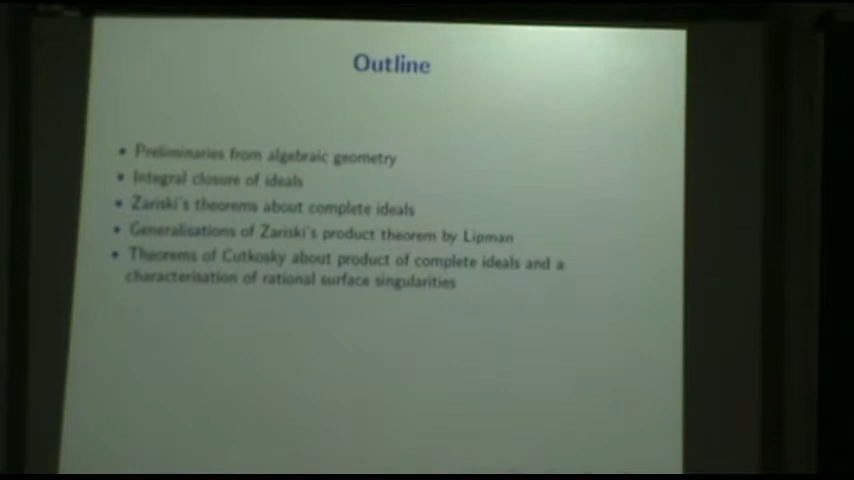 Outline
• Preliminaries from algebraic geometry
• Integral closure of ideals
• Zariski's theorems about complete ideals
• Generalisations of Zariski's product theorem by Lipman
• Theorems of Cutkosky about product of complete ideals and a
characterisation of rational surface singularities